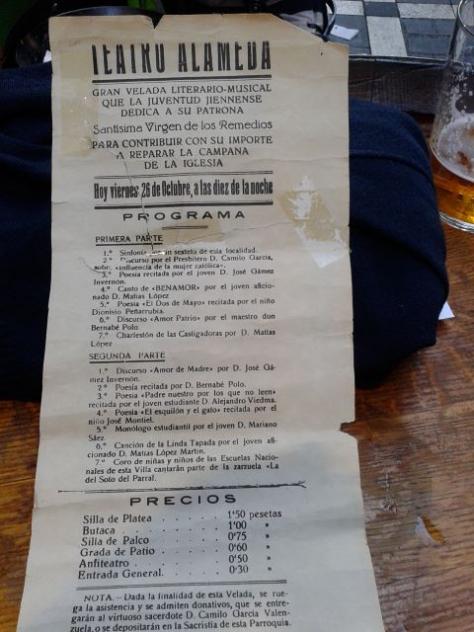 TEATRO ALAMEDA
GRAN VELADA LITERARIO-MUSICAL
QUE LA JUVENTUD JIENNENSE
DEDICA A SU PATRONA
Santísima Virgen de los Remedios
PARA CONTRIBUIR CON SU IMPORTE
A REPARAR LA CAMPANA
DE LA IGLESIA
Hoy viernes 26 de Octubre, a las diez de la noche
PROGRAMA
PRIMERA PARTE
1.º Sinfonía un sexteto de esta localidad.
2.º Discurso por el Presbítero D. Camilo García,
sobre «Influencia de la mujer católica».
3.º Poesía recitada por el joven D. José Gámez
Invernón.
4.º Canto de «BENAMOR» por el joven aficio-
nado D. Matías López
5.º Poesía «El Dos de Mayo» recitada por el niño
Dionisio Peñarrubia.
6.º Discurso «Amor Patrio» por el maestro don
Bernabé Polo
7.º Charlestón de las Castigadoras por D. Matías
López
SEGUNDA PARTE
1.º Discurso «Amor de Madre» por D. José Gá-
mez Invernón.
2.º Poesía recitada por D. Bernabé Polo.
3.º Poesía «Padre nuestro por los que no leen»
recitada por el joven estudiante D. Alejandro Viedma.
4.º Poesía «El esquilón y el gato» recitada por el
niño José Montiel.
5.º Monólogo estudiantil por el joven D. Mariano
Sáez
6.º Canción de la Linda Tapada por el joven afi-
cionado D. Matías López Martín.
7.º Coro de niñas y niños de las Escuelas Nacio-
nales de esta Villa cantarán parte de la zarzuela «La
del Soto del Parral.
PRECIOS
Silla de Platea . . . . . 1'50 pesetas
Butaca . . . . . . 1'00 »
Silla de Palco . . . . . 0'75 »
Grada de Patio . . . . . 0'60 »
Anfiteatro . . . . . 0'50 »
Entrada General. . . . . 0'30 »
NOTA. — Dada la finalidad de esta Velada, se rue-
ga la asistencia y se admiten donativos, que se entre-
garán al virtuoso sacerdote D. Camilo García Valen-
zuela, o se depositarán en la Sacristía de esta Parroquia.